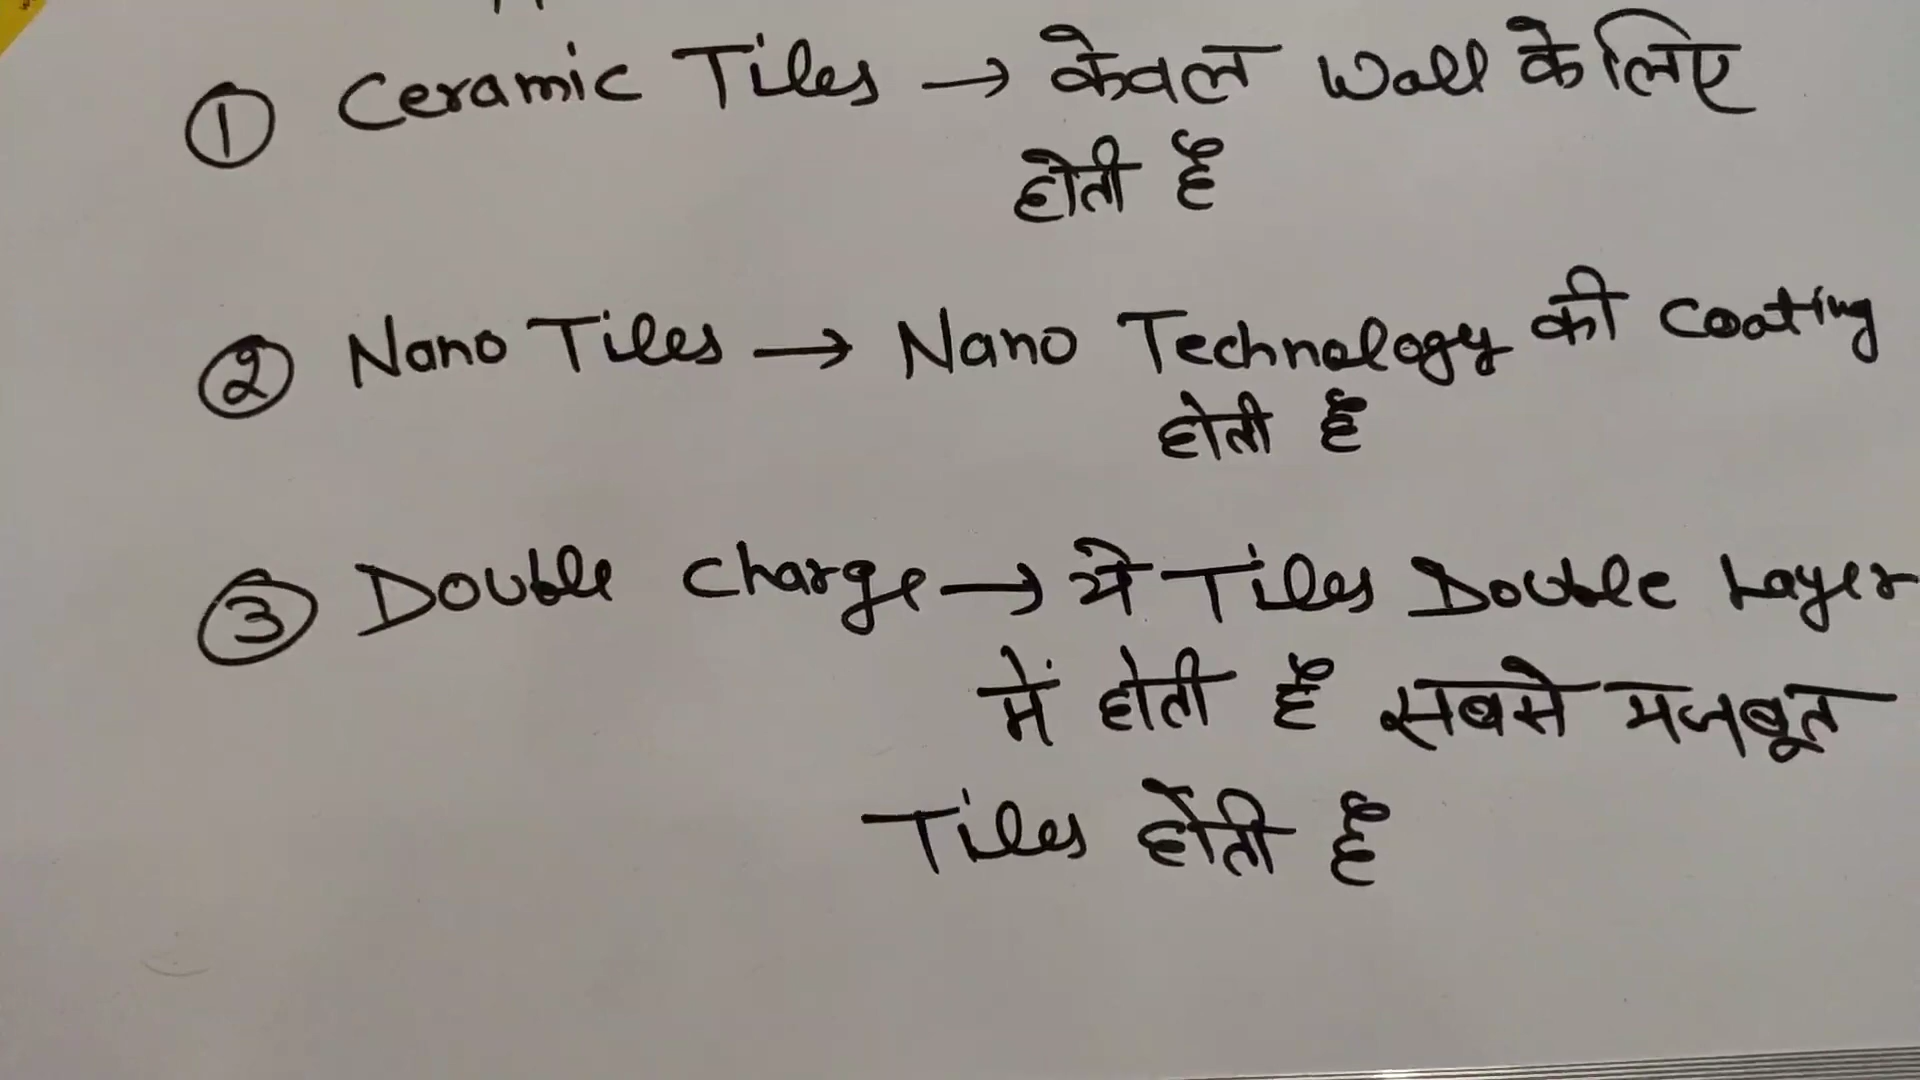 ① Ceramic Tiles → केवल Wall के लिए
होती है
② Nano Tiles → Nano Technology की Coating
होती है
③ Double Charge → ये Tiles Double Layer
में होती है सबसे मजबूत
Tiles होती है